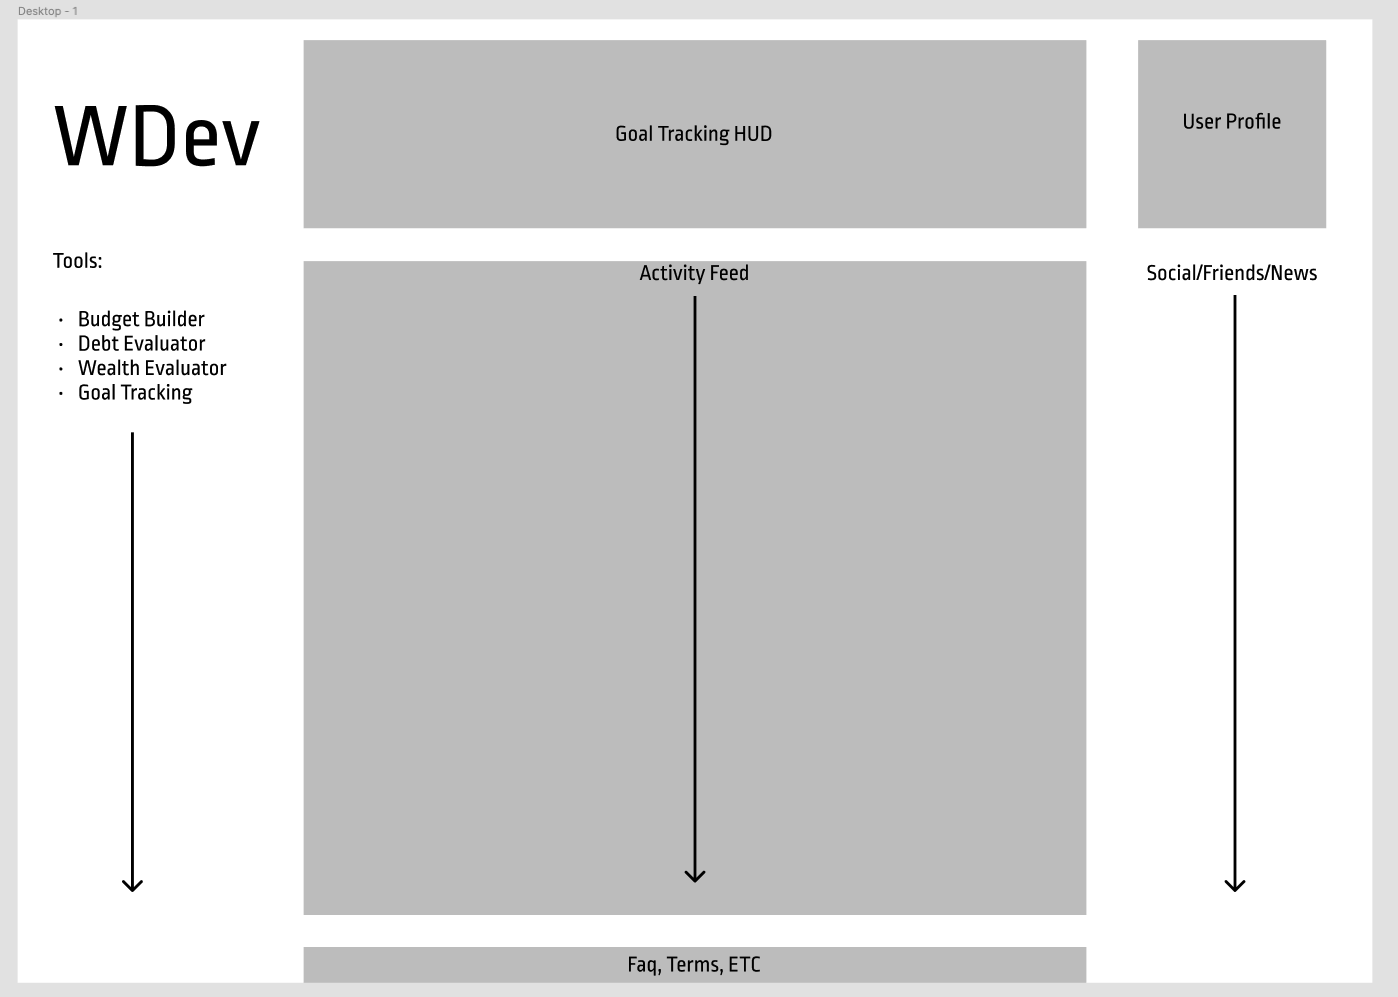 Desktop - 1
WDev
Goal Tracking HUD
User Profile
Tools:
· Budget Builder
· Debt Evaluator
· Wealth Evaluator
· Goal Tracking
Activity Feed
Social/Friends/News
Faq, Terms, ETC